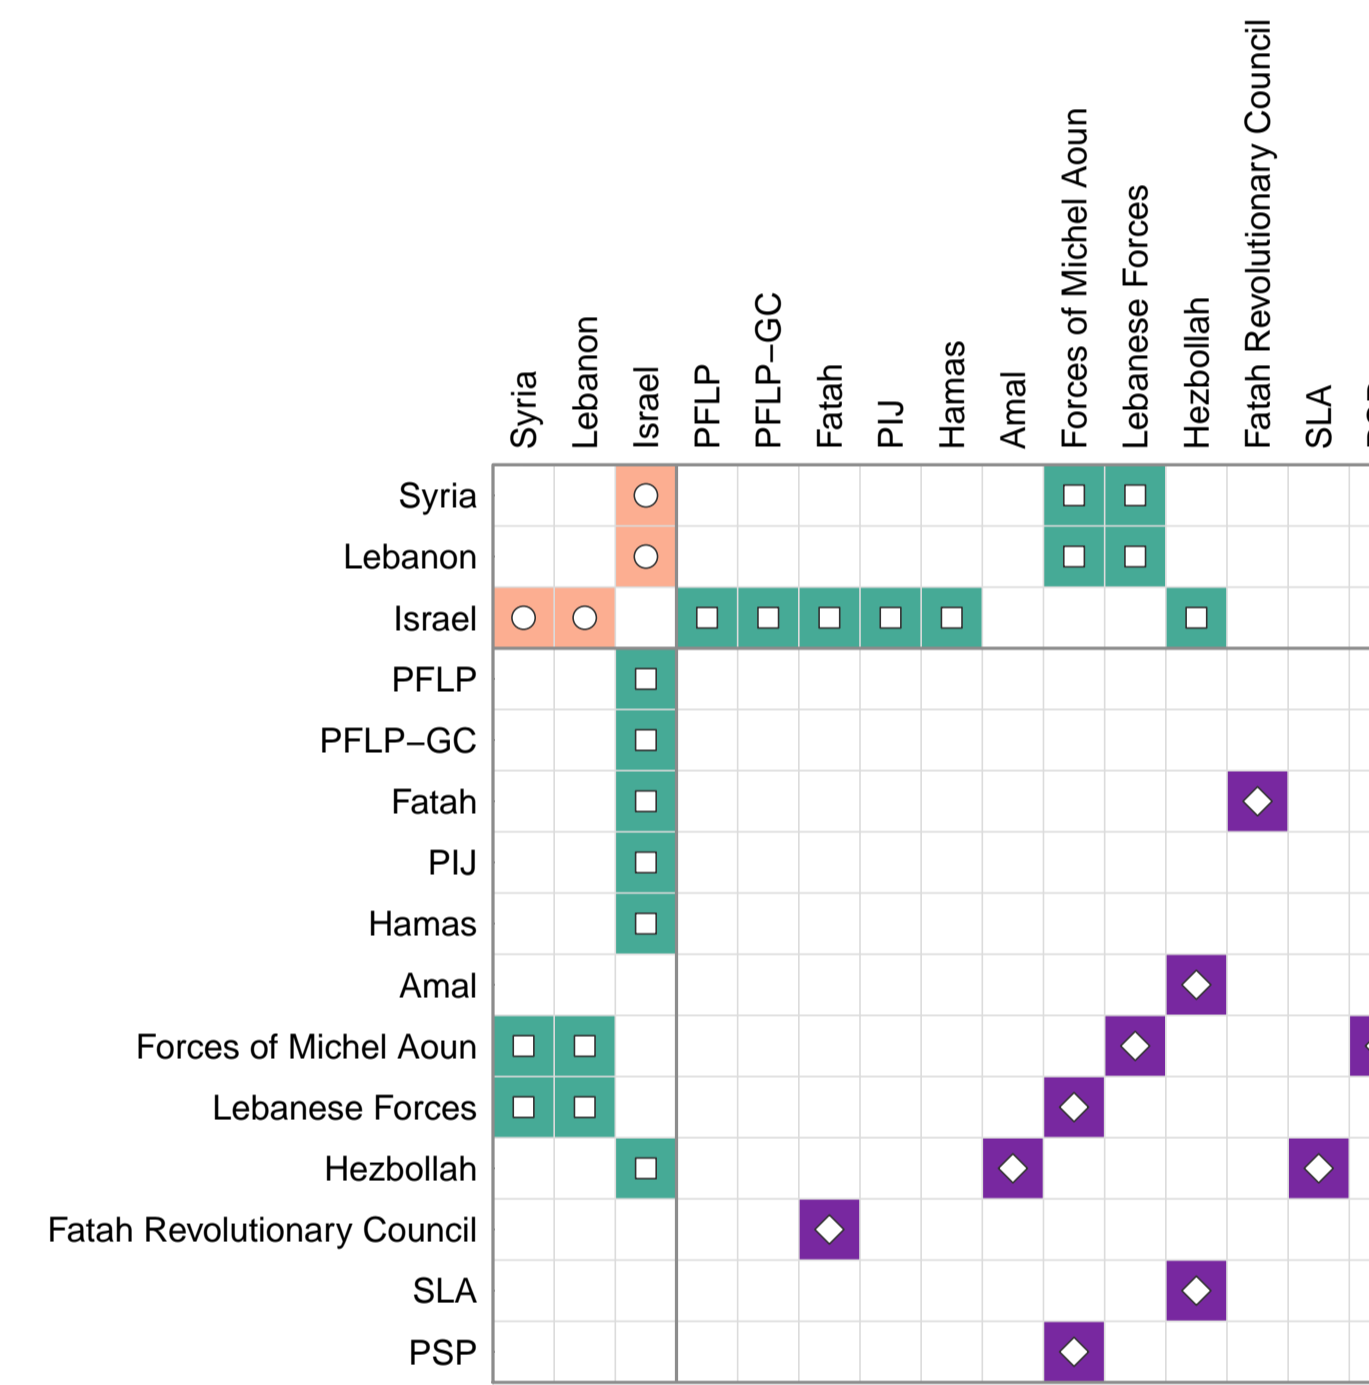 Syria
Lebanon
Israel
PFLP
PFLP–GC
Fatah
PIJ
Hamas
Amal
Forces of Michel Aoun
Lebanese Forces
Hezbollah
Fatah Revolutionary Council
SLA
Syria
Lebanon
Israel
PFLP
PFLP–GC
Fatah
PIJ
Hamas
Amal
Forces of Michel Aoun
Lebanese Forces
Hezbollah
Fatah Revolutionary Council
SLA
PSP